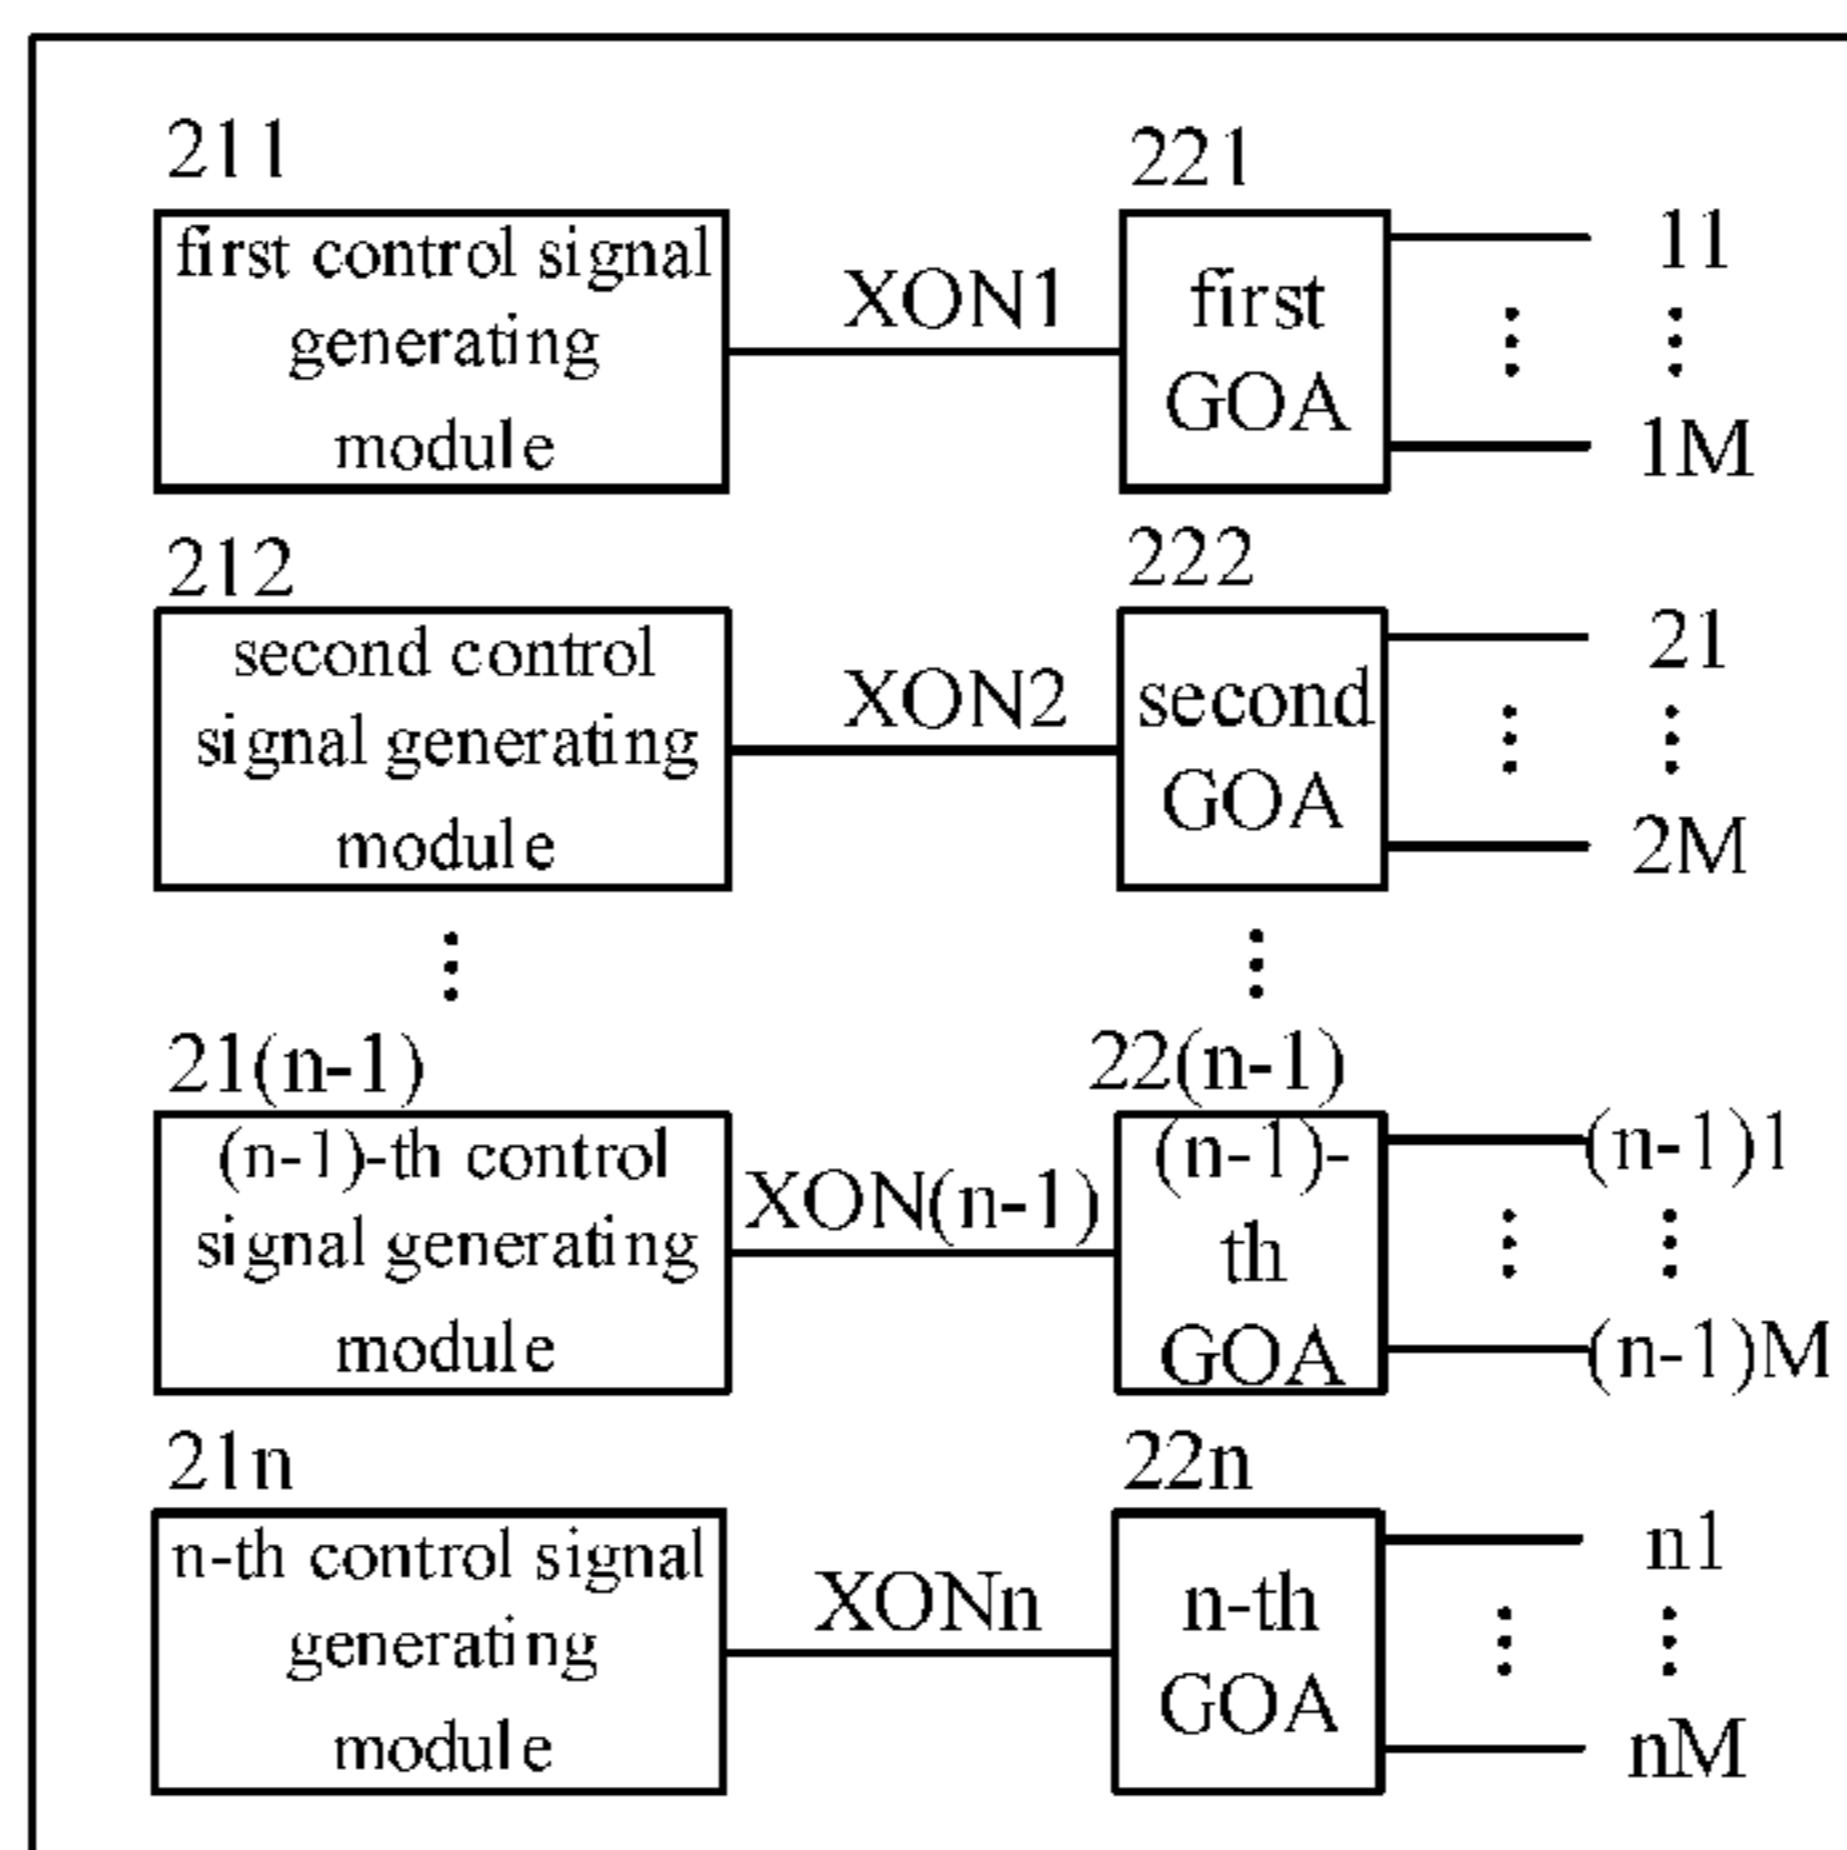 211
first control signal
generating
module
XON1
221
first
GOA
11
1M
212
second control
signal generating
module
XON2
222
second
GOA
21
2M
21(n-1)
(n-1)-th control
signal generating
module
XON(n-1)
22(n-1)
(n-1)-
th
GOA
(n-1)1
(n-1)M
21n
n-th control signal
generating
module
XONn
22n
n-th
GOA
n1
nM